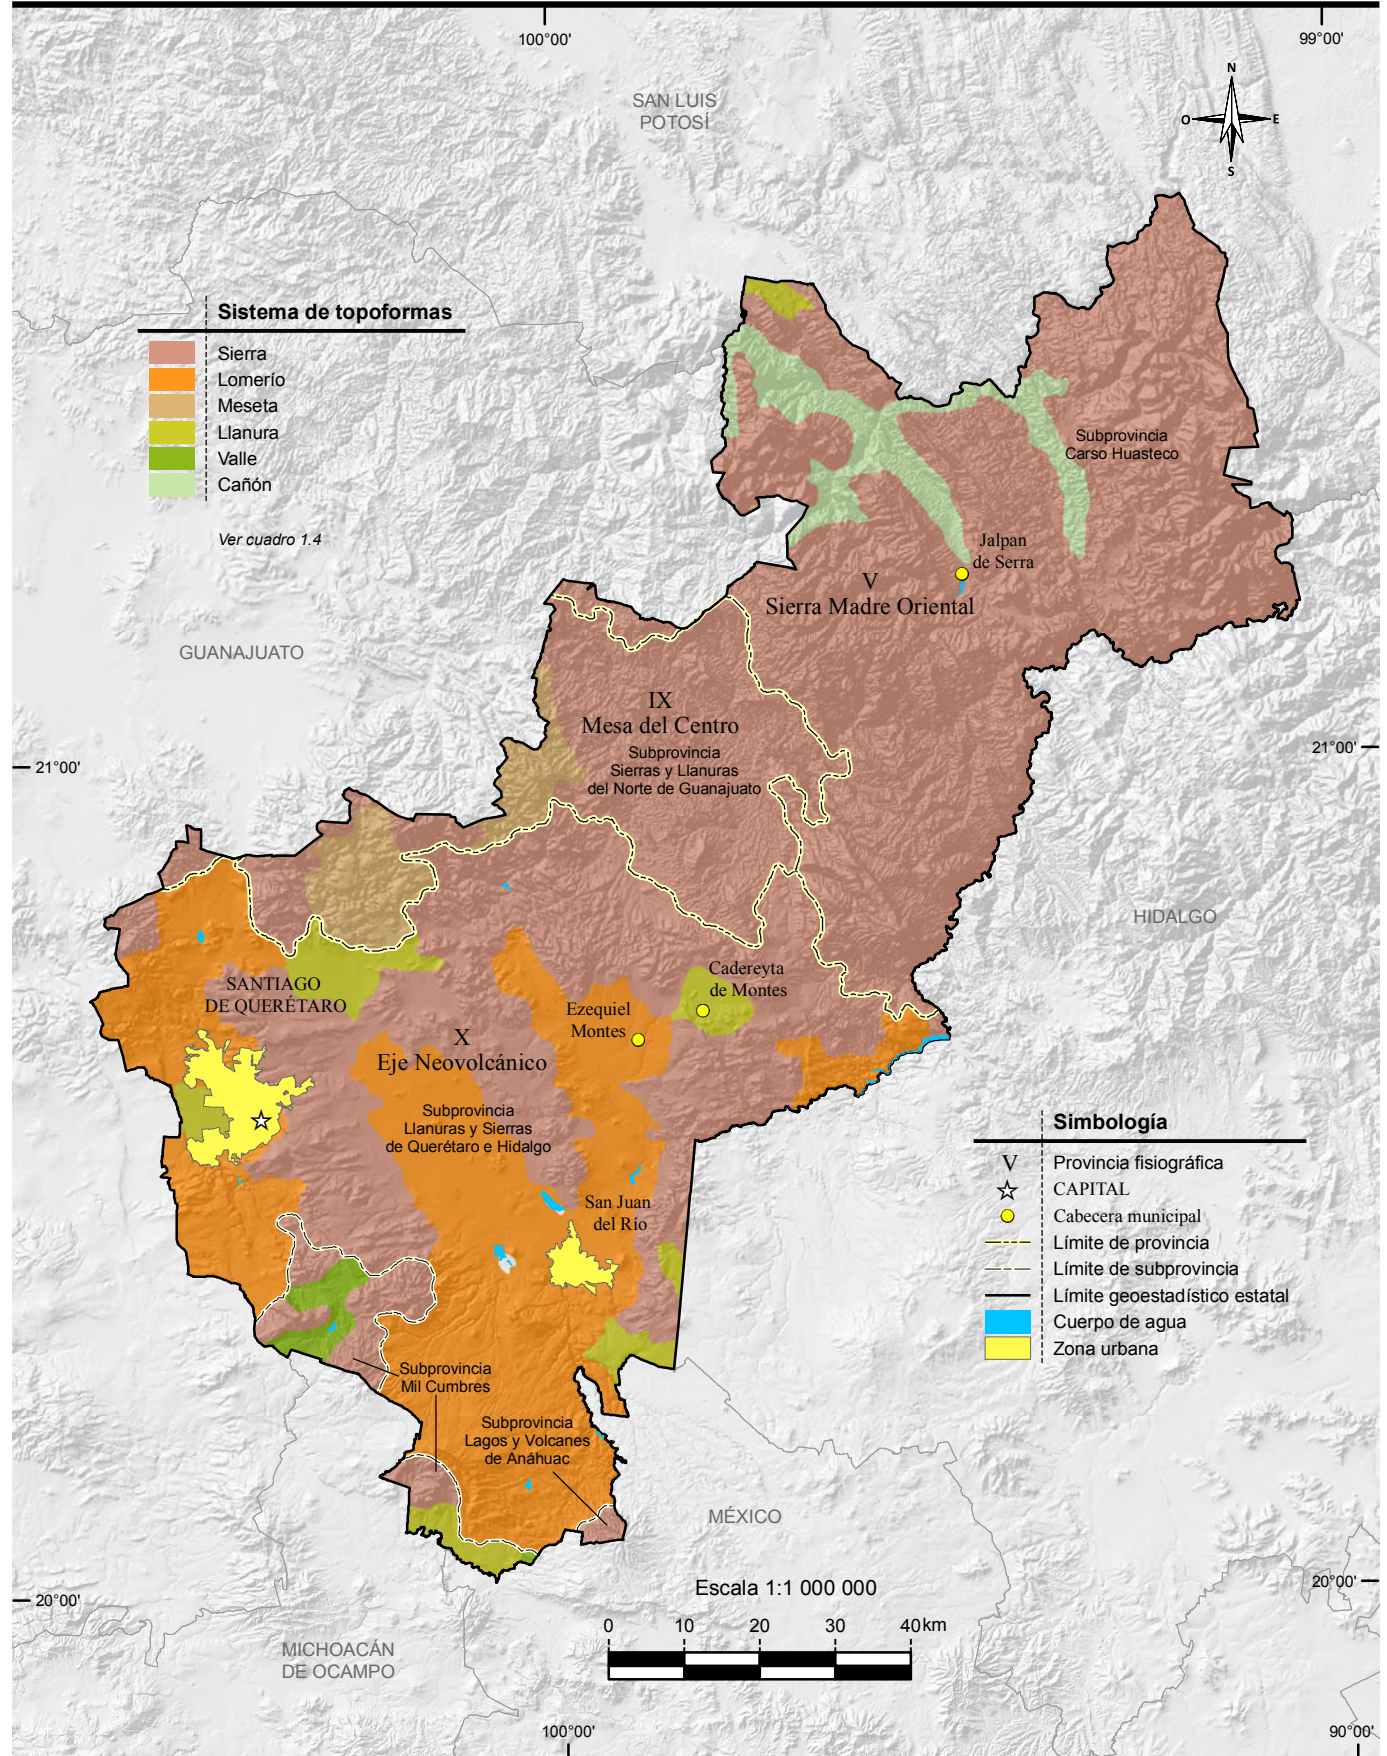 100°00'
99°00'
N
O
E
S
SAN LUIS
POTOSÍ
Sistema de topoformas
Sierra
Lomerío
Meseta
Llanura
Valle
Cañón
Ver cuadro 1.4
Subprovincia
Carso Huasteco
Jalpan
de Serra
V
Sierra Madre Oriental
GUANAJUATO
IX
Mesa del Centro
Subprovincia
Sierras y Llanuras
del Norte de Guanajuato
21°00'
21°00'
HIDALGO
SANTIAGO
DE QUERÉTARO
Cadereyta
de Montes
Ezequiel
Montes
X
Eje Neovolcánico
Subprovincia
Llanuras y Sierras
de Querétaro e Hidalgo
San Juan
del Río
Simbología
V
Provincia fisiográfica
CAPITAL
Cabecera municipal
Límite de provincia
Límite de subprovincia
Límite geoestadístico estatal
Cuerpo de agua
Zona urbana
Subprovincia
Mil Cumbres
Subprovincia
Lagos y Volcanes
de Anáhuac
MÉXICO
Escala 1:1 000 000
0 10 20 30 40 km
20°00'
20°00'
MICHOACÁN
DE OCAMPO
100°00'
90°06'